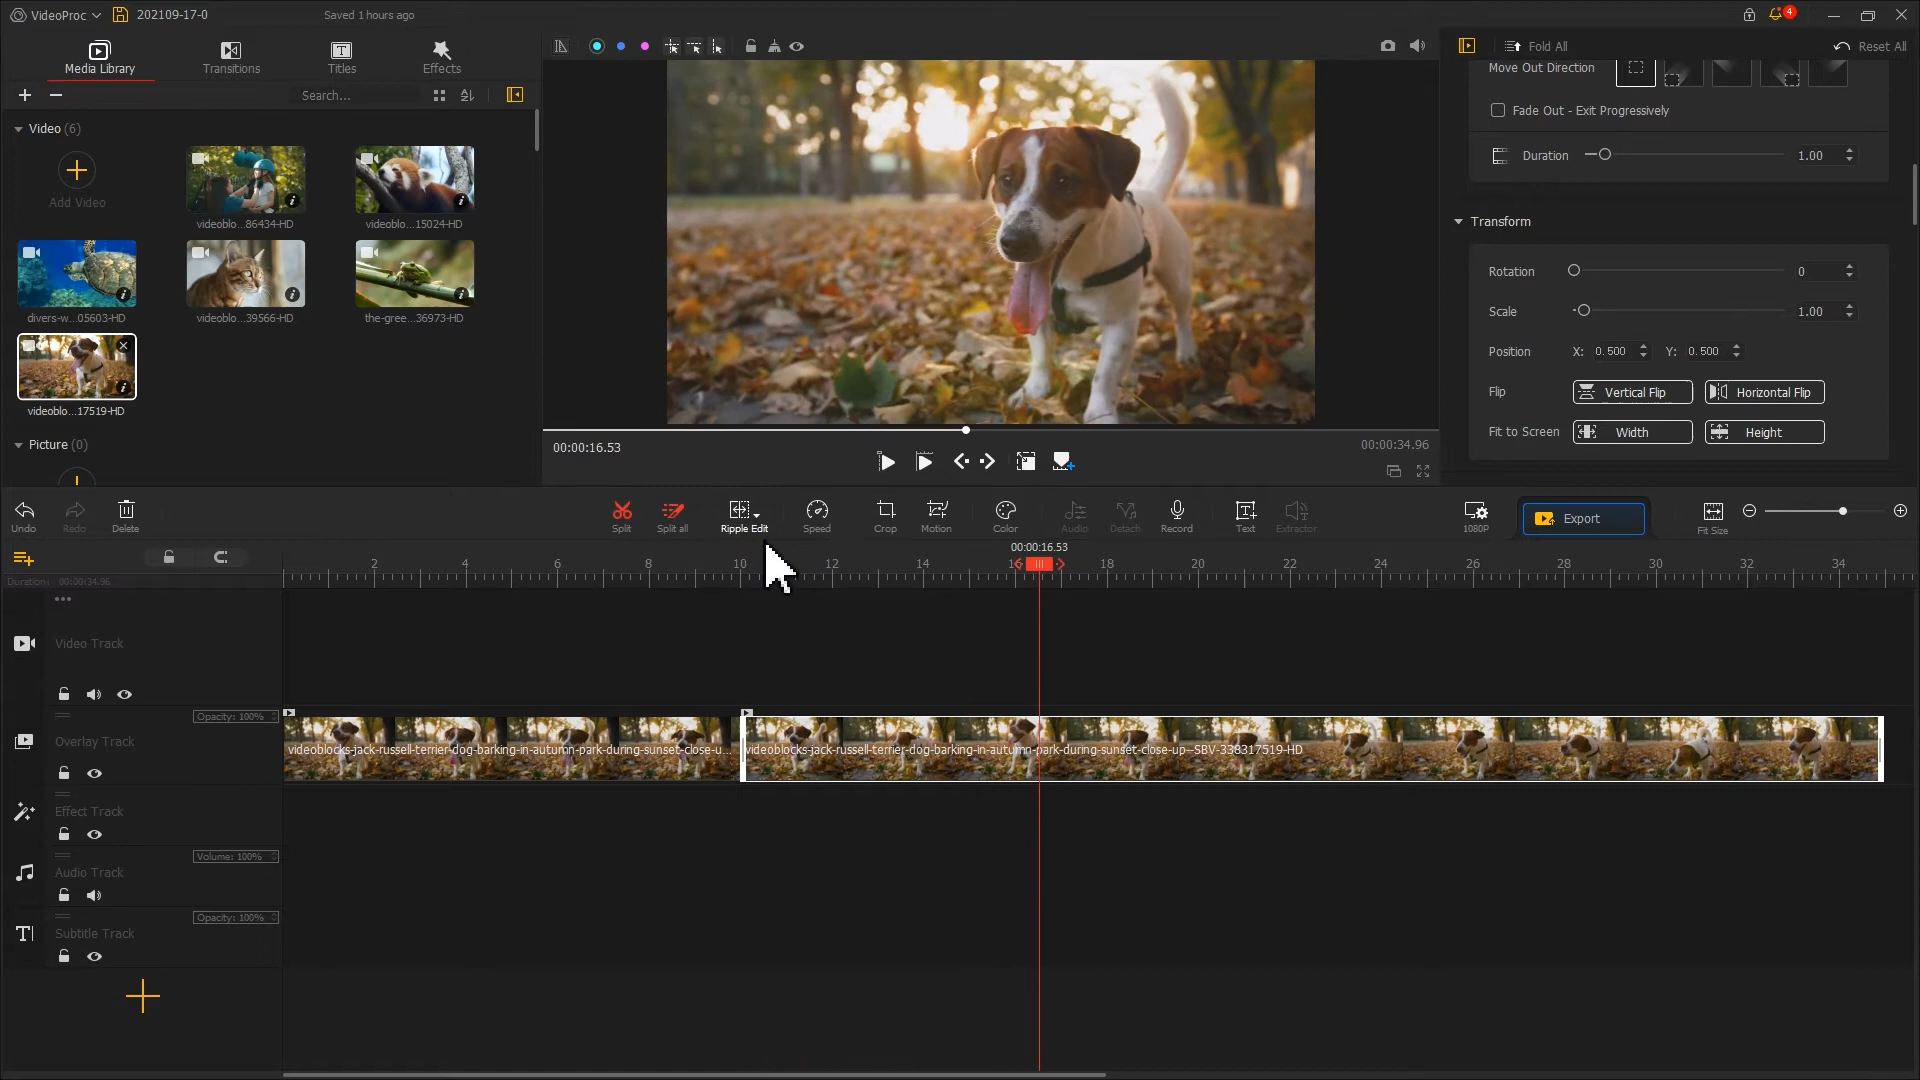 VideoProc
202109-17-0
Saved 1 hours ago
4
Media Library
Transitions
Titles
Effects
Fold All
Reset All
Search...
Video (6)
Add Video
videoblo...86434-HD
videoblo...15024-HD
divers-w...05603-HD
videoblo...39566-HD
the-gree...36973-HD
videoblo...17519-HD
Picture (0)
Move Out Direction
Fade Out - Exit Progressively
Duration
1.00
Transform
Rotation
0
Scale
1.00
Position
X: 0.500
Y: 0.500
Flip
Vertical Flip
Horizontal Flip
Fit to Screen
Width
Height
00:00:16.53
00:00:34.96
Undo
Redo
Delete
Split
Split all
Ripple Edit
Speed
Crop
Motion
Color
Audio
Detach
Record
Text
Extractor
1080P
Export
Fit Size
00:00:16.53
2 4 6 8 10 12 14 16 18 20 22 24 26 28 30 32 34
Duration: 00:00:34.96
Video Track
Opacity: 100%
Overlay Track
videoblocks-jack-russell-terrier-dog-barking-in-autumn-park-during-sunset-close-u...
videoblocks-jack-russell-terrier-dog-barking-in-autumn-park-during-sunset-close-up--SBV-338317519-HD
Effect Track
Volume: 100%
Audio Track
Opacity: 100%
Subtitle Track